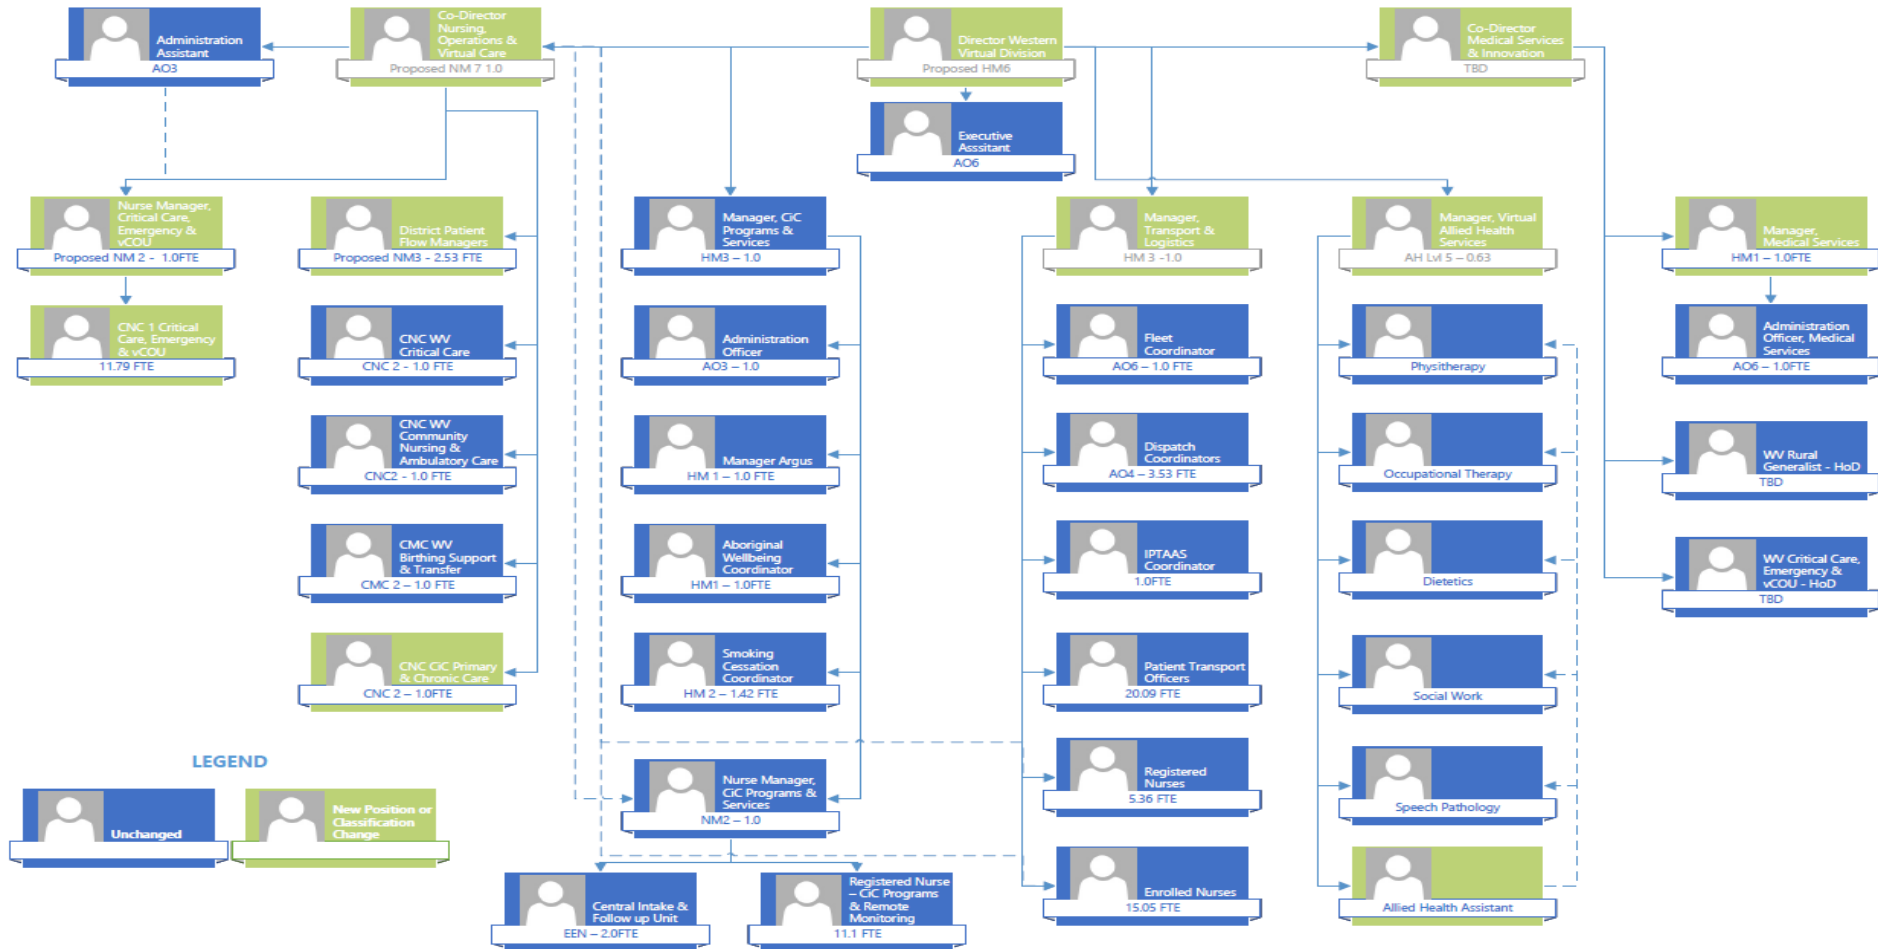 Administration
Assistant
AO3
Co-Director
Nursing,
Operations &
Virtual Care
Proposed NM 7 1.0
Director Western
Virtual Division
Proposed HM6
Co-Director
Medical Services
& Innovation
TBD
Executive
Asssitant
AO6
Nurse Manager,
Critical Care,
Emergency &
vCOU
Proposed NM 2 - 1.0FTE
District Patient
Flow Managers
Proposed NM3 - 2.53 FTE
Manager, CiC
Programs &
Services
HM3 – 1.0
Manager,
Transport &
Logistics
HM 3 -1.0
Manager, Virtual
Allied Health
Services
AH Lvl 5 – 0.63
Manager,
Medical Services
HM1 – 1.0FTE
CNC 1 Critical
Care, Emergency
& vCOU
11.79 FTE
CNC WV
Critical Care
CNC 2 - 1.0 FTE
Administration
Officer
AO3 – 1.0
Fleet
Coordinator
AO6 – 1.0 FTE
Physitherapy
Administration
Officer, Medical
Services
AO6 – 1.0FTE
CNC WV
Community
Nursing &
Ambulatory Care
CNC2 - 1.0 FTE
Manager Argus
HM 1 – 1.0 FTE
Dispatch
Coordinators
AO4 – 3.53 FTE
Occupational Therapy
WV Rural
Generalist - HoD
TBD
CMC WV
Birthing Support
& Transfer
CMC 2 – 1.0 FTE
Aboriginal
Wellbeing
Coordinator
HM1 – 1.0FTE
IPTAAS
Coordinator
1.0FTE
Dietetics
WV Critical Care,
Emergency &
vCOU - HoD
TBD
CNC CiC Primary
& Chronic Care
CNC 2 – 1.0FTE
Smoking
Cessation
Coordinator
HM 2 – 1.42 FTE
Patient Transport
Officers
20.09 FTE
Social Work
LEGEND
Unchanged
New Position or
Classification
Change
Nurse Manager,
CiC Programs &
Services
NM2 – 1.0
Registered
Nurses
5.36 FTE
Speech Pathology
Central Intake &
Follow up Unit
EEN – 2.0FTE
Registered Nurse
– CiC Programs
& Remote
Monitoring
11.1 FTE
Enrolled Nurses
15.05 FTE
Allied Health Assistant